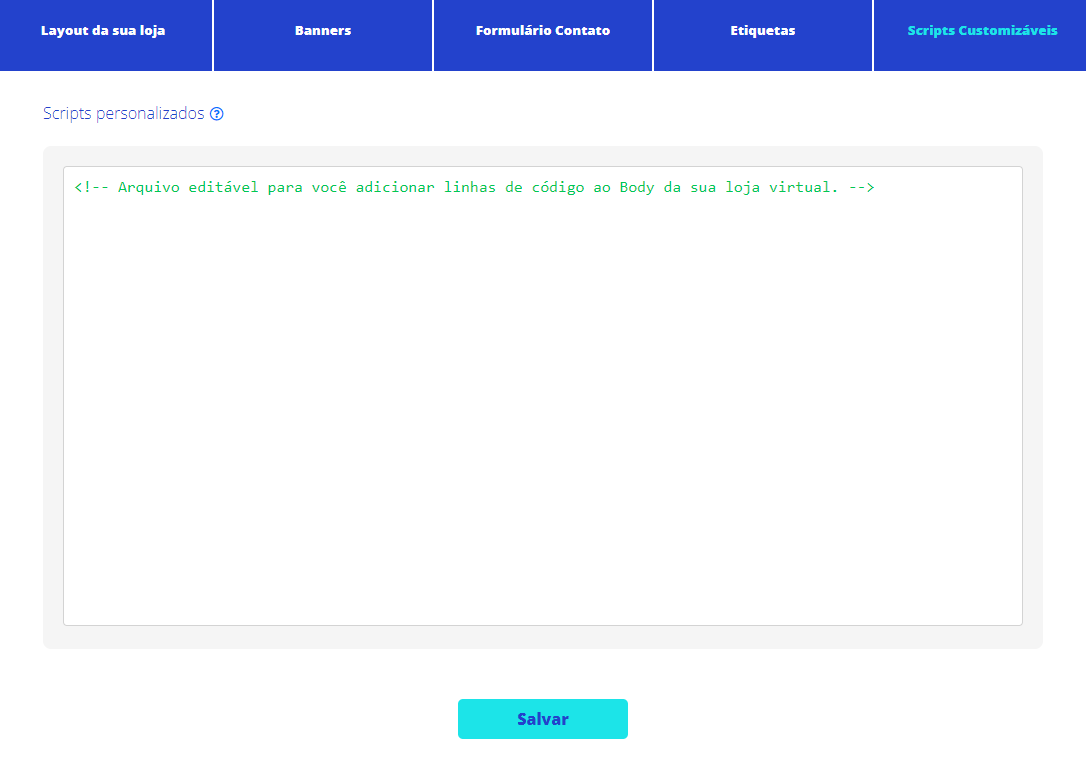 Layout da sua loja
Banners
Formulário Contato
Etiquetas
Scripts Customizáveis
Scripts personalizados ?
<!-- Arquivo editável para você adicionar linhas de código ao Body da sua loja virtual. -->
Salvar